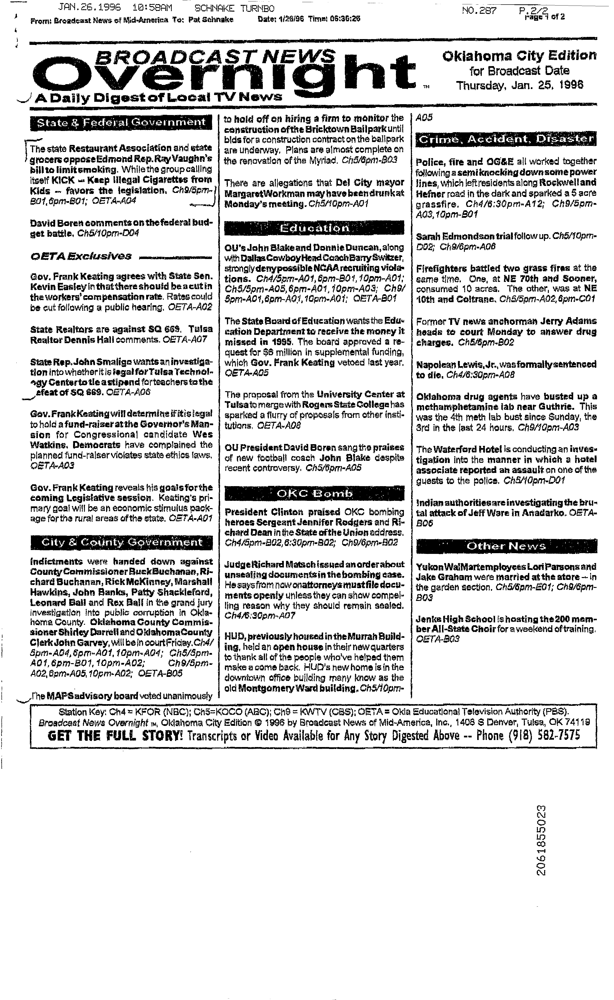 JAN.26.1996 10:58AM SCHNAKE TURNBO NO.287 P.2/2
From: Broadcast News of Mid-America To: Pat Schnake Date: 1/26/96 Time: 06:36:26 Page 1 of 2
BROADCAST NEWS
Overnight™
A Daily Digest of Local TV News
Oklahoma City Edition
for Broadcast Date
Thursday, Jan. 25, 1996
State & Federal Government
The state Restaurant Association and state
grocers oppose Edmond Rep. Ray Vaughn's
bill to limit smoking. While the group calling
itself KICK -- Keep Illegal Cigarettes from
Kids -- favors the legislation. Ch9/5pm-
B01,6pm-B01; OETA-A04
David Boren comments on the federal bud-
get battle. Ch5/10pm-D04
OETA Exclusives
Gov. Frank Keating agrees with State Sen.
Kevin Easley in that there should be a cut in
the workers' compensation rate. Rates could
be cut following a public hearing. OETA-A02
State Realtors are against SQ 669. Tulsa
Realtor Dennis Hall comments. OETA-A07
State Rep. John Smaligo wants an investiga-
tion into whether it is legal for Tulsa Technol-
ogy Center to tie a stipend for teachers to the
defeat of SQ 669. OETA-A06
Gov. Frank Keating will determine if it is legal
to hold a fund-raiser at the Governor's Man-
sion for Congressional candidate Wes
Watkins. Democrats have complained the
planned fund-raiser violates state ethics laws.
OETA-A03
Gov. Frank Keating reveals his goals for the
coming Legislative session. Keating's pri-
mary goal will be an economic stimulus pack-
age for the rural areas of the state. OETA-A01
City & County Government
Indictments were handed down against
County Commissioner Buck Buchanan, Ri-
chard Buchanan, Rick McKinney, Marshall
Hawkins, John Banks, Patty Shackleford,
Leonard Ball and Rex Ball in the grand jury
investigation into public corruption in Okla-
homa County. Oklahoma County Commis-
sioner Shirley Darrell and Oklahoma County
Clerk John Garvey, will be in court Friday. Ch4/
5pm-A04,6pm-A01,10pm-A04; Ch5/5pm-
A01,6pm-B01,10pm-A02; Ch9/5pm-
A02,6pm-A05,10pm-A02; OETA-B05
The MAPS advisory board voted unanimously
to hold off on hiring a firm to monitor the
construction of the Bricktown Ballpark until
bids for a construction contract on the ballpark
are underway. Plans are almost complete on
the renovation of the Myriad. Ch5/6pm-B03
There are allegations that Del City mayor
Margaret Workman may have been drunk at
Monday's meeting. Ch5/10pm-A01
Education
OU's John Blake and Donnie Duncan, along
with Dallas Cowboy Head Coach Barry Switzer,
strongly deny possible NCAA recruiting viola-
tions. Ch4/5pm-A01,6pm-B01,10pm-A01;
Ch5/5pm-A05,6pm-A01,10pm-A03; Ch9/
5pm-A01,6pm-A01,10pm-A01; OETA-B01
The State Board of Education wants the Edu-
cation Department to receive the money it
missed in 1995. The board approved a re-
quest for $6 million in supplemental funding,
which Gov. Frank Keating vetoed last year.
OETA-A05
The proposal from the University Center at
Tulsa to merge with Rogers State College has
sparked a flurry of proposals from other insti-
tutions. OETA-A08
OU President David Boren sang the praises
of new football coach John Blake despite
recent controversy. Ch5/6pm-A05
OKC Bomb
President Clinton praised OKC bombing
heroes Sergeant Jennifer Rodgers and Ri-
chard Dean in the State of the Union address.
Ch4/5pm-B02,6:30pm-B02; Ch9/6pm-B02
Judge Richard Matsch issued an order about
unsealing documents in the bombing case.
He says from now on attorneys must file docu-
ments openly unless they can show compel-
ling reason why they should remain sealed.
Ch4/6:30pm-A07
HUD, previously housed in the Murrah Build-
ing, held an open house in their new quarters
to thank all of the people who've helped them
make a come back. HUD's new home is in the
downtown office building many know as the
old Montgomery Ward building. Ch5/10pm-
A05
Crime, Accident, Disaster
Police, fire and OG&E all worked together
following a semi knocking down some power
lines, which left residents along Rockwell and
Hefner road in the dark and sparked a 5 acre
grassfire. Ch4/6:30pm-A12; Ch9/5pm-
A03,10pm-B01
Sarah Edmondson trial follow up. Ch5/10pm-
D02; Ch9/6pm-A06
Firefighters battled two grass fires at the
same time. One, at NE 70th and Sooner,
consumed 10 acres. The other, was at NE
10th and Coltrane. Ch5/5pm-A02,6pm-C01
Former TV news anchorman Jerry Adams
heads to court Monday to answer drug
charges. Ch5/6pm-B02
Napolean Lewis, Jr., was formally sentenced
to die. Ch4/6:30pm-A08
Oklahoma drug agents have busted up a
methamphetamine lab near Guthrie. This
was the 4th meth lab bust since Sunday, the
3rd in the last 24 hours. Ch9/10pm-A03
The Waterford Hotel is conducting an inves-
tigation into the manner in which a hotel
associate reported an assault on one of the
guests to the police. Ch5/10pm-D01
Indian authorities are investigating the bru-
tal attack of Jeff Ware in Anadarko. OETA-
B06
Other News
Yukon WalMart employees Lori Parsons and
Jake Graham were married at the store -- in
the garden section. Ch5/6pm-E01; Ch9/6pm-
B03
Jenks High School is hosting the 200 mem-
ber All-State Choir for a weekend of training.
OETA-B03
Station Key: Ch4 = KFOR (NBC); Ch5=KOCO (ABC); Ch9 = KWTV (CBS); OETA = Okla Educational Television Authority (PBS).
Broadcast News Overnight ™, Oklahoma City Edition © 1996 by Broadcast News of Mid-America, Inc., 1408 S Denver, Tulsa, OK 74119
GET THE FULL STORY! Transcripts or Video Available for Any Story Digested Above -- Phone (918) 582-7575
2061855023